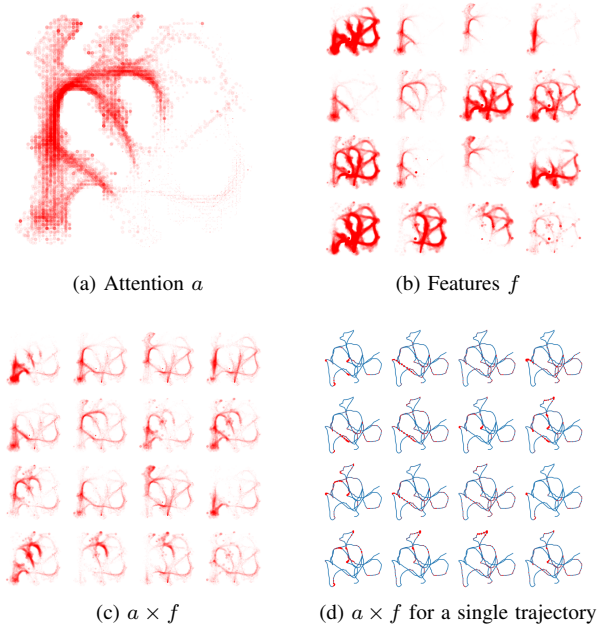 (a) Attention a
(b) Features f
(c) a × f
(d) a × f for a single trajectory